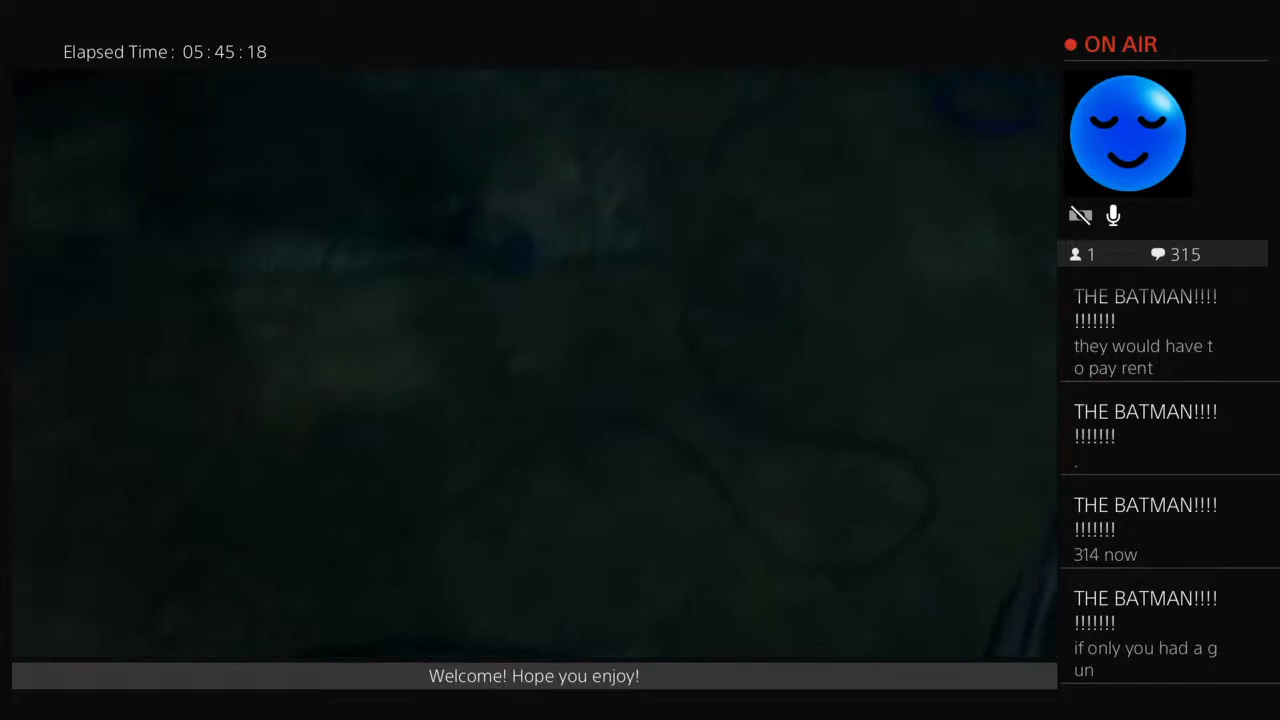 Elapsed Time: 05:45:18
ON AIR
1 315
THE BATMAN!!!!
!!!!!!!
they would have t
o pay rent
THE BATMAN!!!!
!!!!!!!
.
THE BATMAN!!!!
!!!!!!!
314 now
THE BATMAN!!!!
!!!!!!!
if only you had a g
un
Welcome! Hope you enjoy!